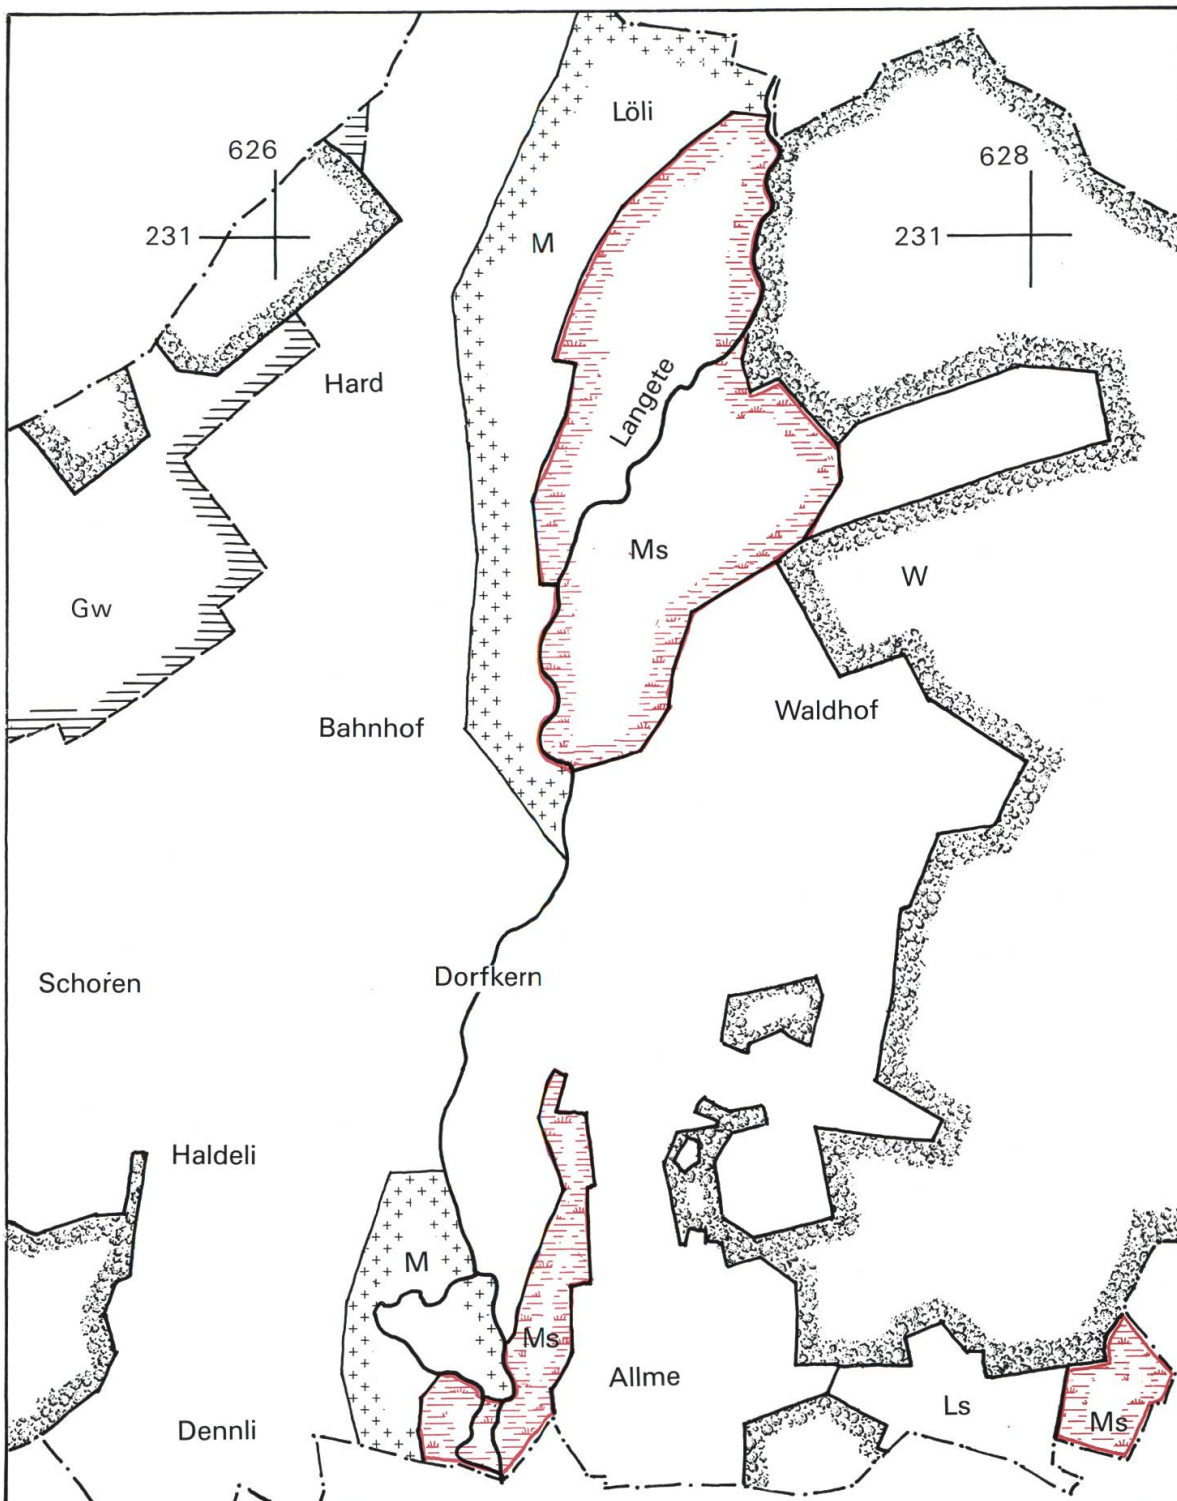 Löli
626
628
231
M
231
Hard
Langete
Ms
W
Gw
Waldhof
Bahnhof
Schoren
Dorfkern
Haldeli
M
Ms
Allme
Ls
Ms
Dennli